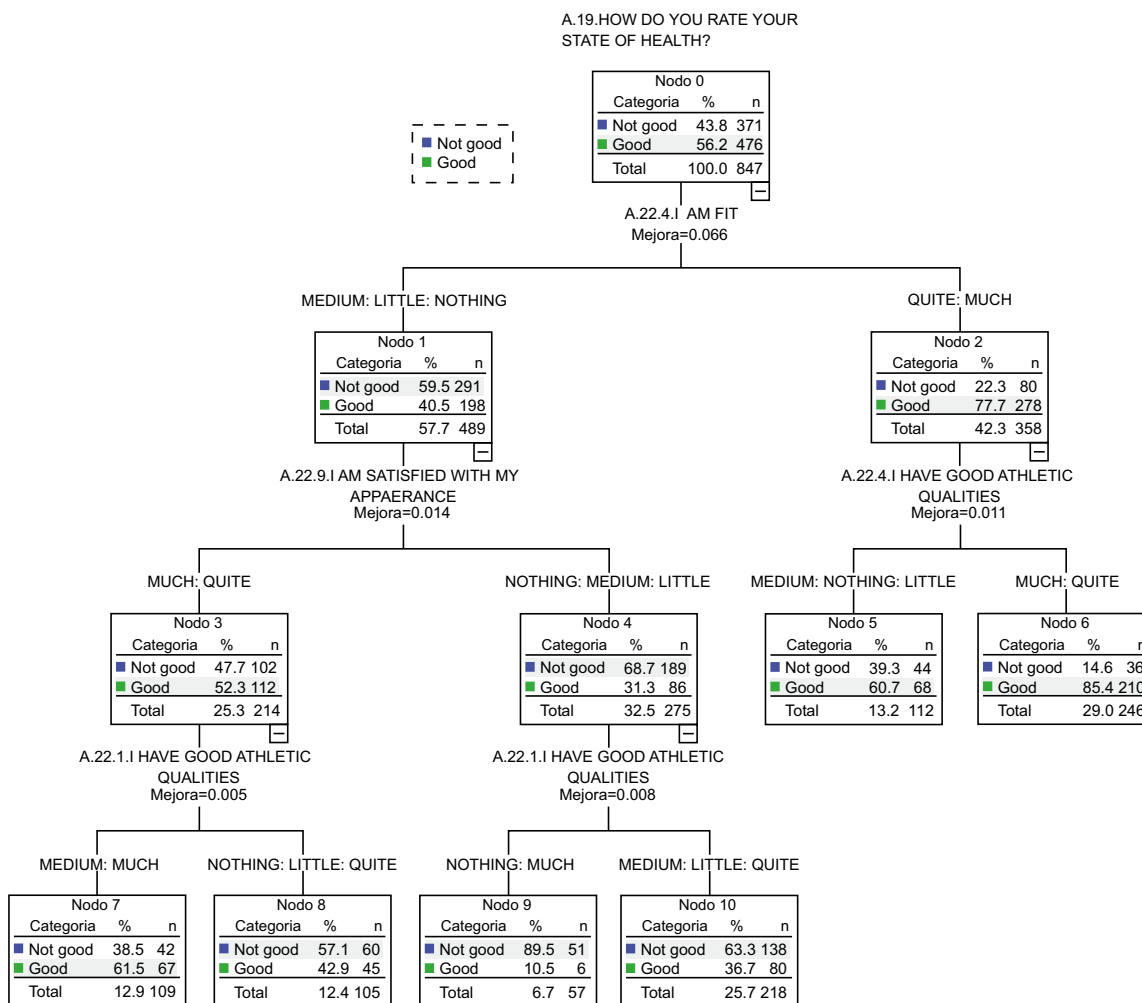 A.19.HOW DO YOU RATE YOUR
STATE OF HEALTH?
Not good
Good
Nodo 0
Categoria % n
Not good 43.8 371
Good 56.2 476
Total 100.0 847
A.22.4.I AM FIT
Mejora=0.066
MEDIUM: LITTLE: NOTHING
QUITE: MUCH
Nodo 1
Categoria % n
Not good 59.5 291
Good 40.5 198
Total 57.7 489
Nodo 2
Categoria % n
Not good 22.3 80
Good 77.7 278
Total 42.3 358
A.22.9.I AM SATISFIED WITH MY
APPAERANCE
Mejora=0.014
A.22.4.I HAVE GOOD ATHLETIC
QUALITIES
Mejora=0.011
MUCH: QUITE
NOTHING: MEDIUM: LITTLE
MEDIUM: NOTHING: LITTLE
MUCH: QUITE
Nodo 3
Categoria % n
Not good 47.7 102
Good 52.3 112
Total 25.3 214
Nodo 4
Categoria % n
Not good 68.7 189
Good 31.3 86
Total 32.5 275
Nodo 5
Categoria % n
Not good 39.3 44
Good 60.7 68
Total 13.2 112
Nodo 6
Categoria % n
Not good 14.6 36
Good 85.4 210
Total 29.0 246
A.22.1.I HAVE GOOD ATHLETIC
QUALITIES
Mejora=0.005
A.22.1.I HAVE GOOD ATHLETIC
QUALITIES
Mejora=0.008
MEDIUM: MUCH
NOTHING: LITTLE: QUITE
NOTHING: MUCH
MEDIUM: LITTLE: QUITE
Nodo 7
Categoria % n
Not good 38.5 42
Good 61.5 67
Total 12.9 109
Nodo 8
Categoria % n
Not good 57.1 60
Good 42.9 45
Total 12.4 105
Nodo 9
Categoria % n
Not good 89.5 51
Good 10.5 6
Total 6.7 57
Nodo 10
Categoria % n
Not good 63.3 138
Good 36.7 80
Total 25.7 218